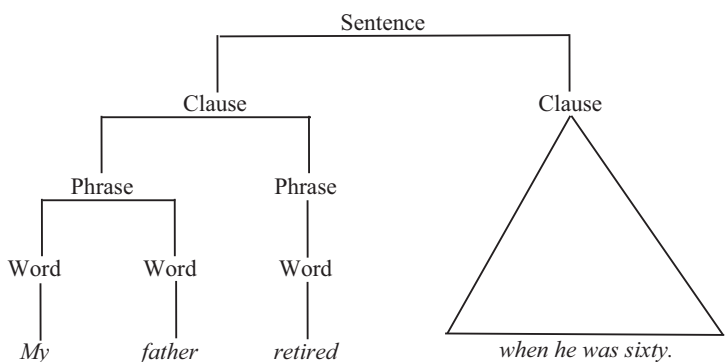 Sentence
Clause Clause
Phrase Phrase
Word Word Word
My father retired when he was sixty.